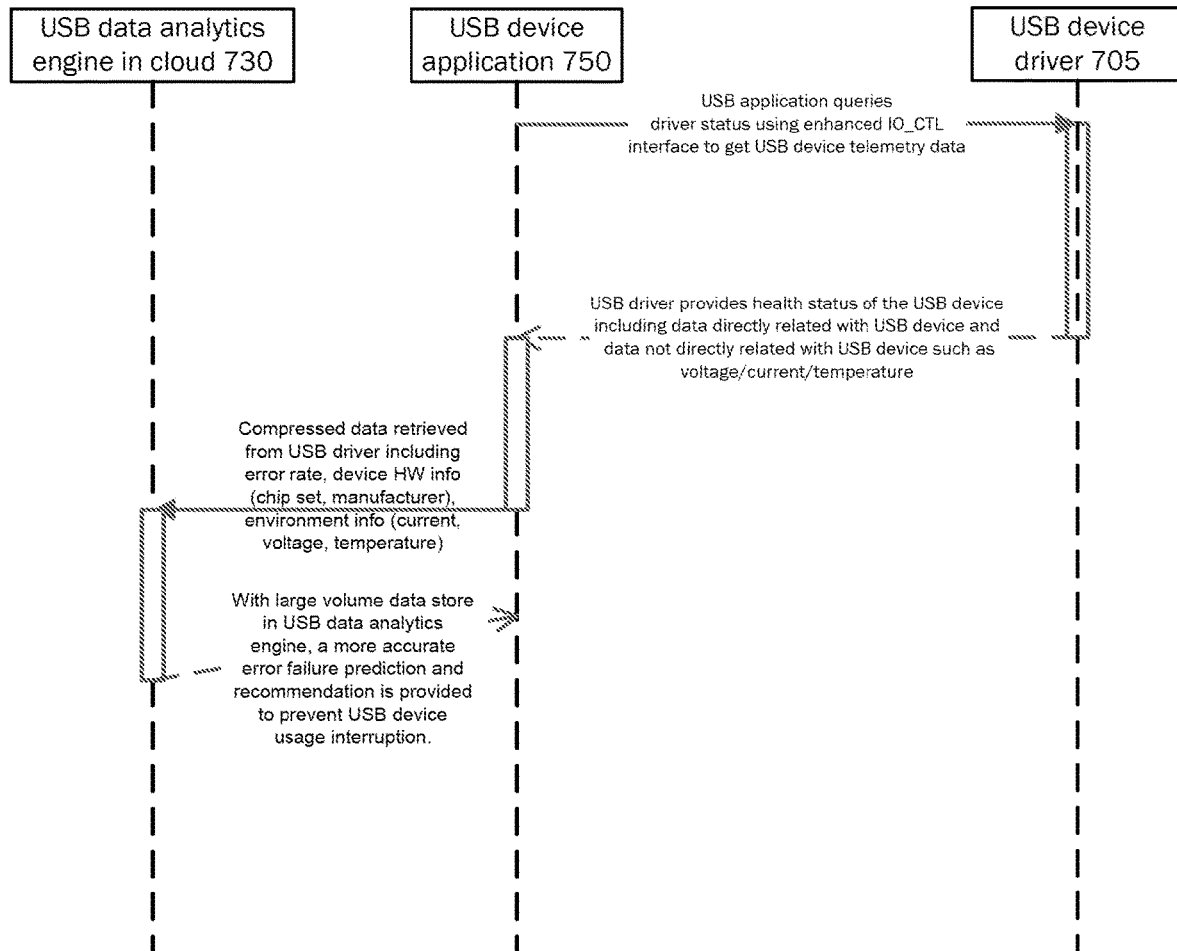 USB data analytics
engine in cloud 730
USB device
application 750
USB device
driver 705
USB application queries
driver status using enhanced IO_CTL
interface to get USB device telemetry data
USB driver provides health status of the USB device
including data directly related with USB device and
data not directly related with USB device such as
voltage/current/temperature
Compressed data retrieved
from USB driver including
error rate, device HW info
(chip set, manufacturer),
environment info (current,
voltage, temperature)
With large volume data store
in USB data analytics
engine, a more accurate
error failure prediction and
recommendation is provided
to prevent USB device
usage interruption.